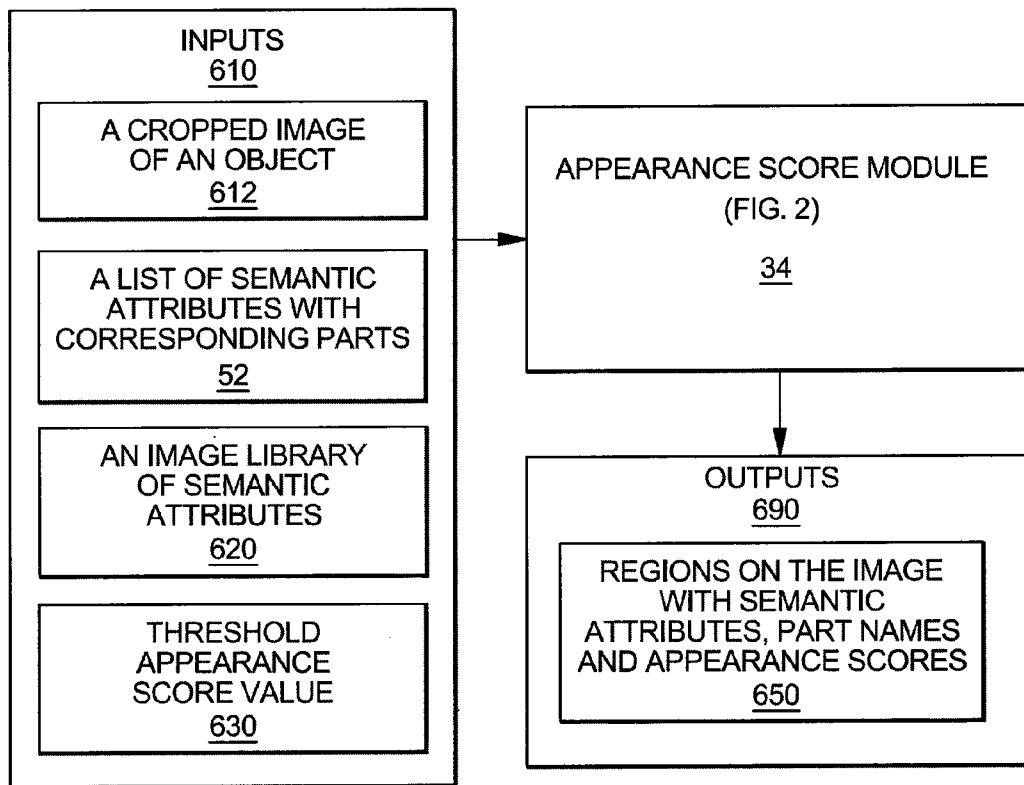 INPUTS
610
A CROPPED IMAGE
OF AN OBJECT
612
A LIST OF SEMANTIC
ATTRIBUTES WITH
CORRESPONDING PARTS
52
AN IMAGE LIBRARY
OF SEMANTIC
ATTRIBUTES
620
THRESHOLD
APPEARANCE
SCORE VALUE
630
APPEARANCE SCORE MODULE
(FIG. 2)
34
OUTPUTS
690
REGIONS ON THE IMAGE
WITH SEMANTIC
ATTRIBUTES, PART NAMES
AND APPEARANCE SCORES
650